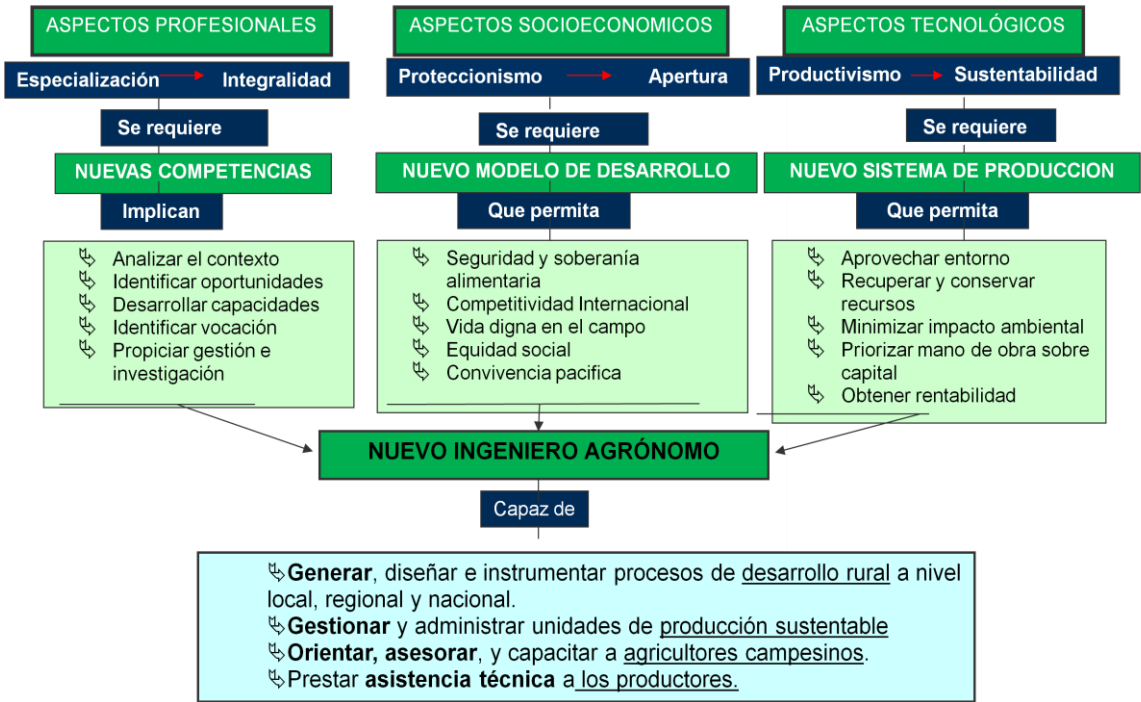 ASPECTOS PROFESIONALES
Especialización Integralidad
Se requiere
NUEVAS COMPETENCIAS
Implican
Analizar el contexto
Identificar oportunidades
Desarrollar capacidades
Identificar vocación
Propiciar gestión e
investigación
ASPECTOS SOCIOECONOMICOS
Proteccionismo Apertura
Se requiere
NUEVO MODELO DE DESARROLLO
Que permita
Seguridad y soberanía
alimentaria
Competitividad Internacional
Vida digna en el campo
Equidad social
Convivencia pacifica
ASPECTOS TECNOLÓGICOS
Productivismo Sustentabilidad
Se requiere
NUEVO SISTEMA DE PRODUCCION
Que permita
Aprovechar entorno
Recuperar y conservar
recursos
Minimizar impacto ambiental
Priorizar mano de obra sobre
capital
Obtener rentabilidad
NUEVO INGENIERO AGRÓNOMO
Capaz de
Generar, diseñar e instrumentar procesos de desarrollo rural a nivel
local, regional y nacional.
Gestionar y administrar unidades de producción sustentable
Orientar, asesorar, y capacitar a agricultores campesinos.
Prestar asistencia técnica a los productores.